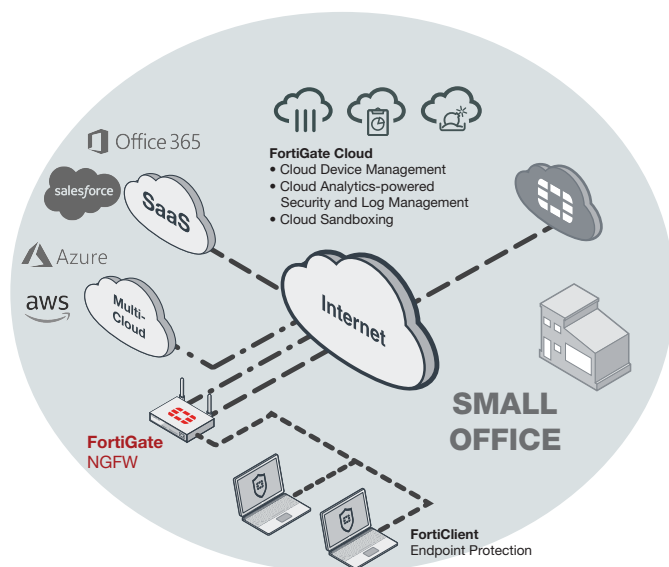 Office 365
salesforce
SaaS
Azure
aws
Multi-
Cloud
FortiGate Cloud
• Cloud Device Management
• Cloud Analytics-powered
Security and Log Management
• Cloud Sandboxing
Internet
FortiGate
NGFW
SMALL
OFFICE
FortiClient
Endpoint Protection